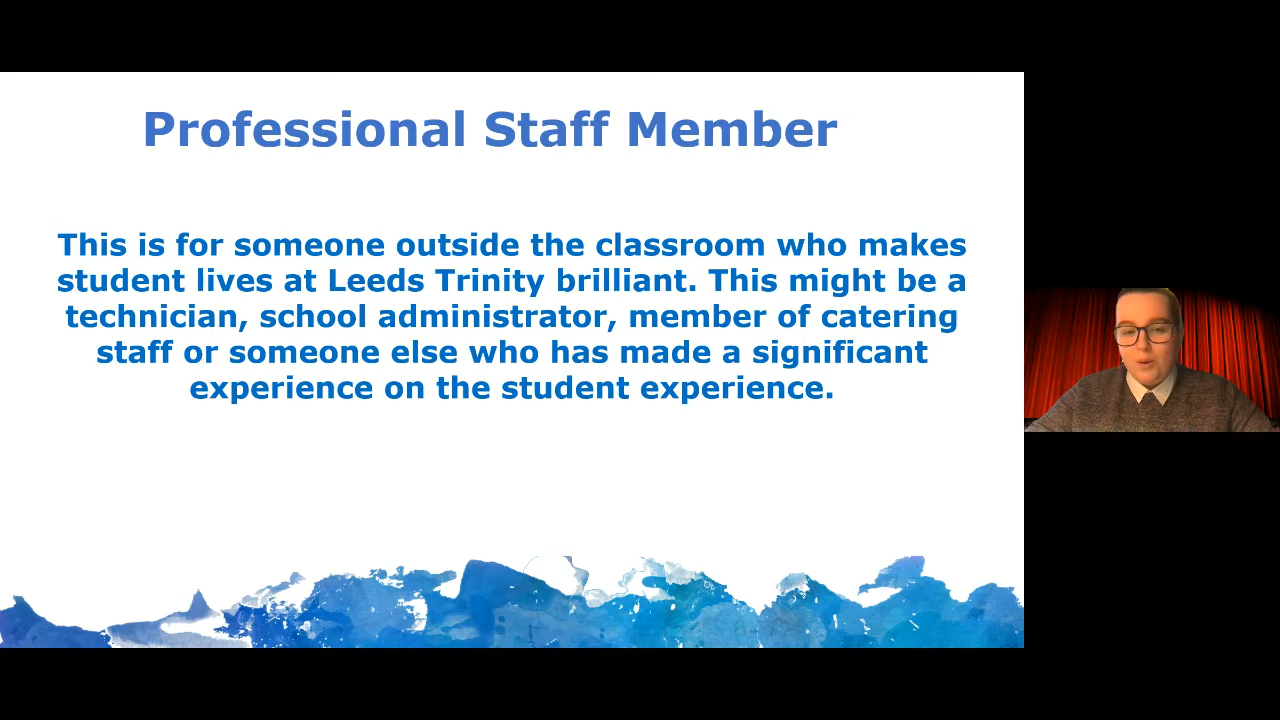 Professional Staff Member
This is for someone outside the classroom who makes
student lives at Leeds Trinity brilliant. This might be a
technician, school administrator, member of catering
staff or someone else who has made a significant
experience on the student experience.